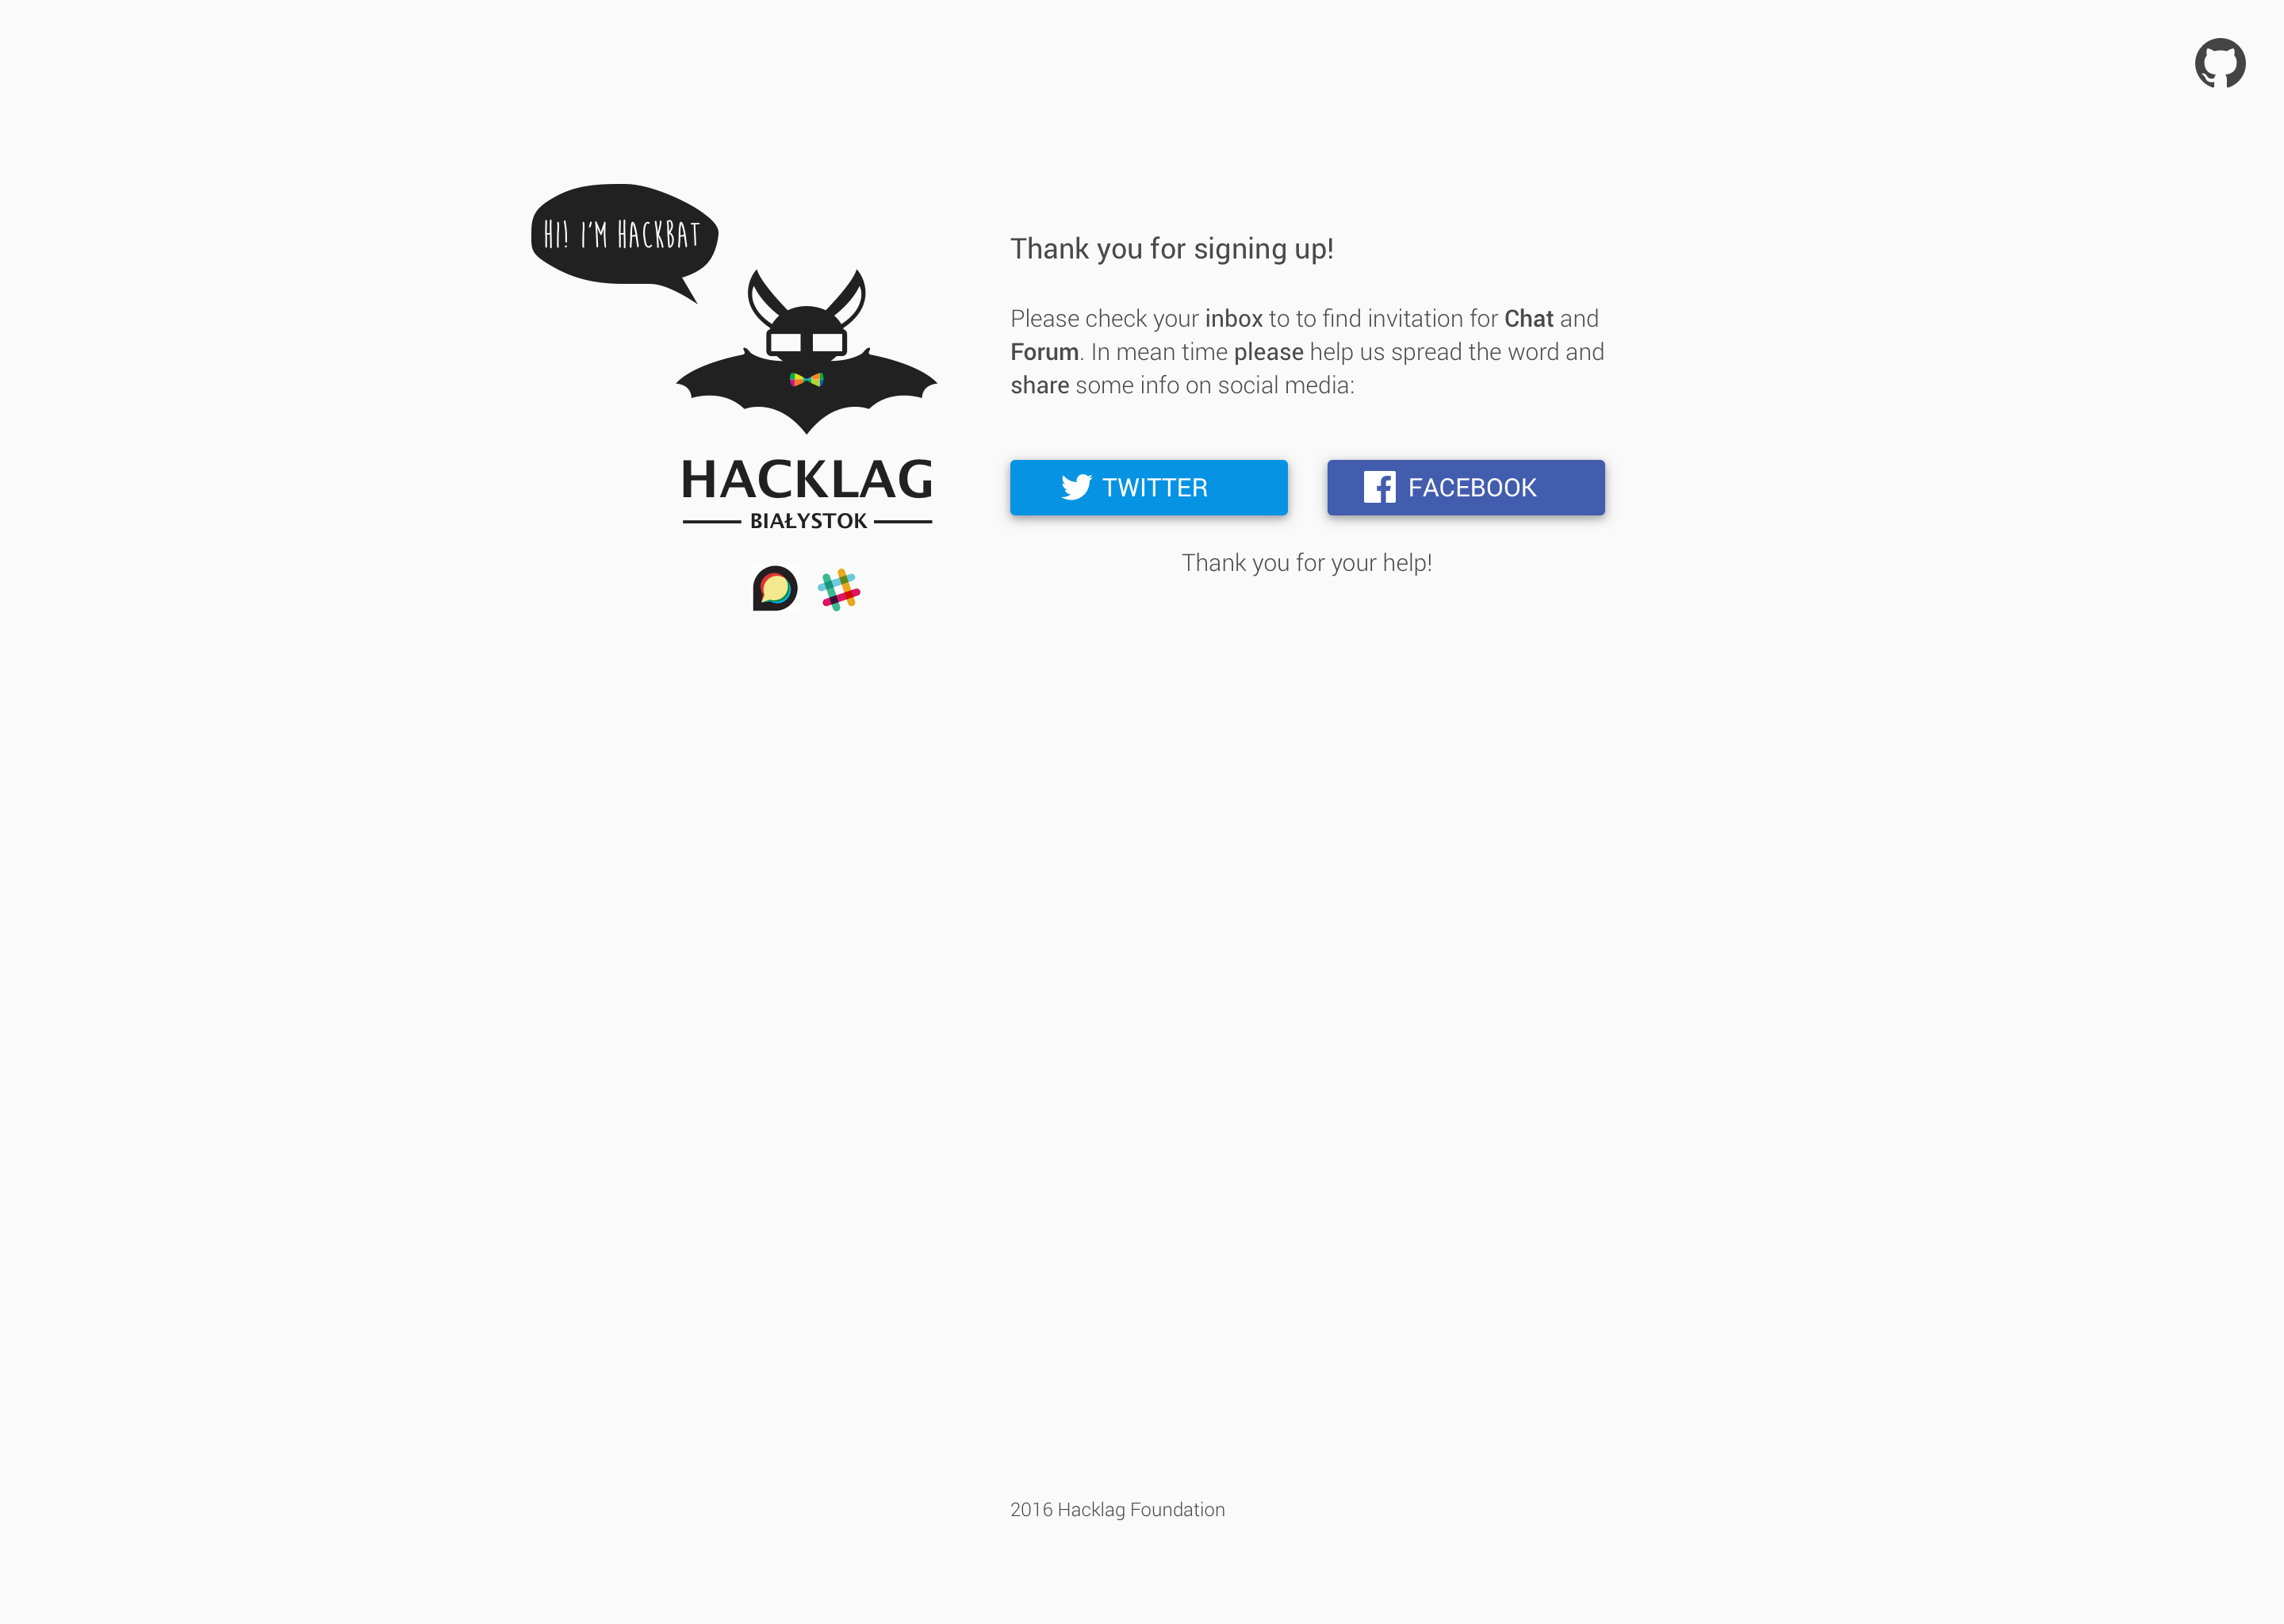 HI! I'M HACKBAT
HACKLAG
BIAŁYSTOK
Thank you for signing up!
Please check your inbox to to find invitation for Chat and
Forum. In mean time please help us spread the word and
share some info on social media:
TWITTER
FACEBOOK
Thank you for your help!
2016 Hacklag Foundation